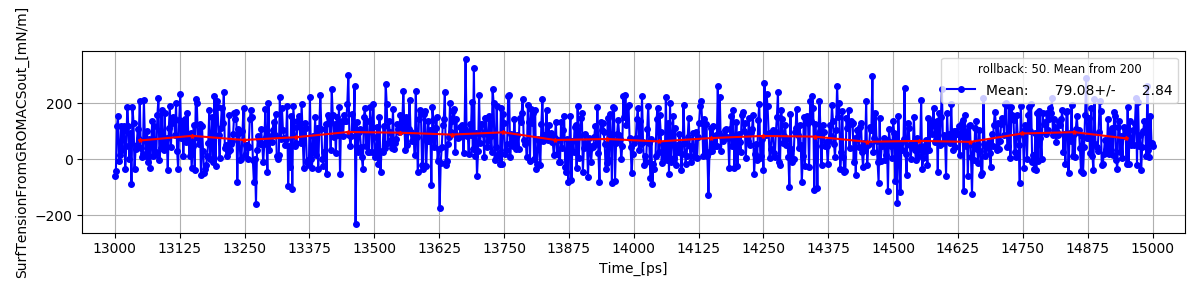 SurfTensionFromGROMACSout_[mN/m]
200
0
−200
rollback: 50. Mean from 200
Mean: 79.08+/- 2.84
13000 13125 13250 13375 13500 13625 13750 13875 14000 14125 14250 14375 14500 14625 14750 14875 15000
Time_[ps]